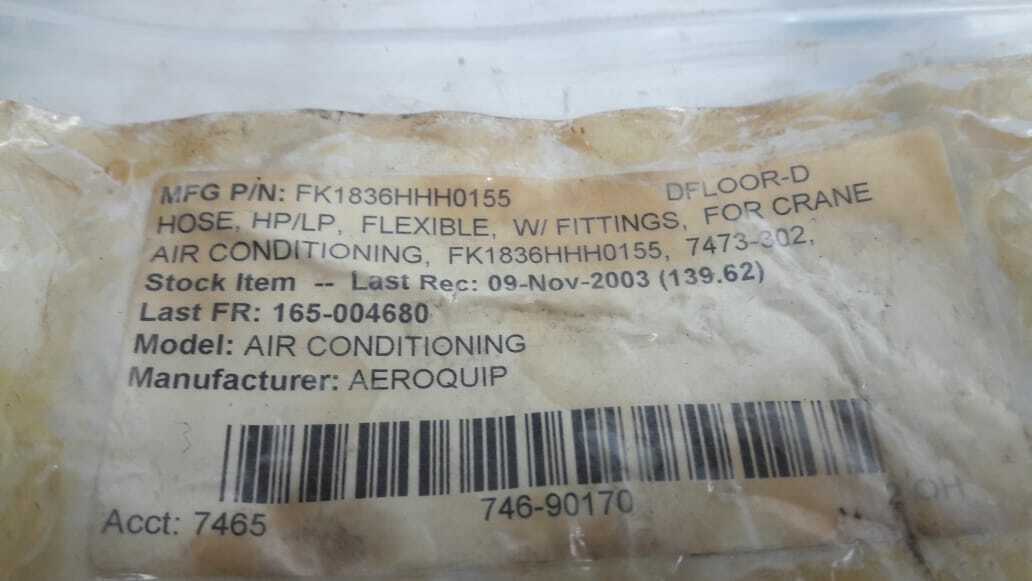 MFG P/N: FK1836HHH0155 DFLOOR-D
HOSE, HP/LP, FLEXIBLE, W/ FITTINGS, FOR CRANE
AIR CONDITIONING, FK1836HHH0155, 7473-302,
Stock Item -- Last Rec: 09-Nov-2003 (139.62)
Last FR: 165-004680
Model: AIR CONDITIONING
Manufacturer: AEROQUIP
Acct: 7465 746-90170 OH